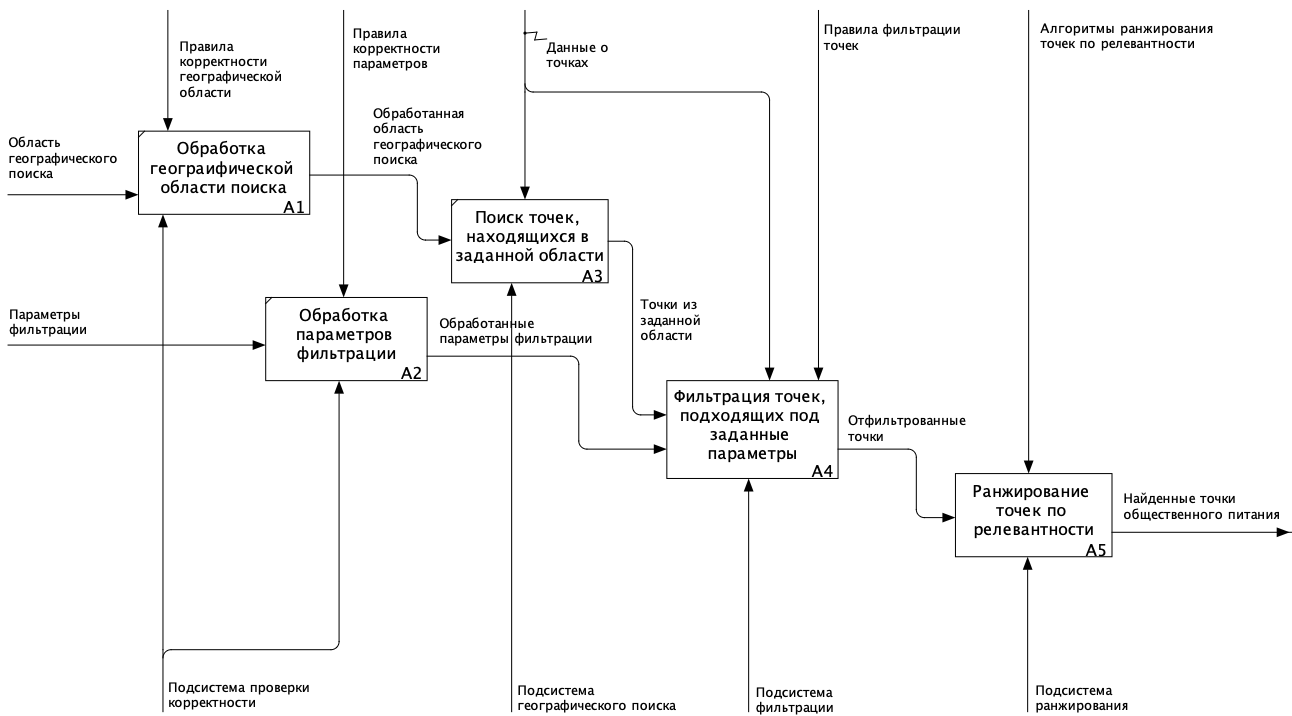 Правила
корректности
географической
области
Правила
корректности
параметров
Данные о
точках
Правила фильтрации
точек
Алгоритмы ранжирования
точек по релевантности
Область
географического
поиска
Обработка
геограифической
области поиска
A1
Обработанная
область
географического
поиска
Поиск точек,
находящихся в
заданной области
A3
Параметры
фильтрации
Обработка
параметров
фильтрации
A2
Обработанные
параметры фильтрации
Точки из
заданной
области
Фильтрация точек,
подходящих под
заданные
параметры
A4
Отфильтрованные
точки
Ранжирование
точек по
релевантности
A5
Найденные точки
общественного питания
Подсистема проверки
корректности
Подсистема
географического поиска
Подсистема
фильтрации
Подсистема
ранжирования